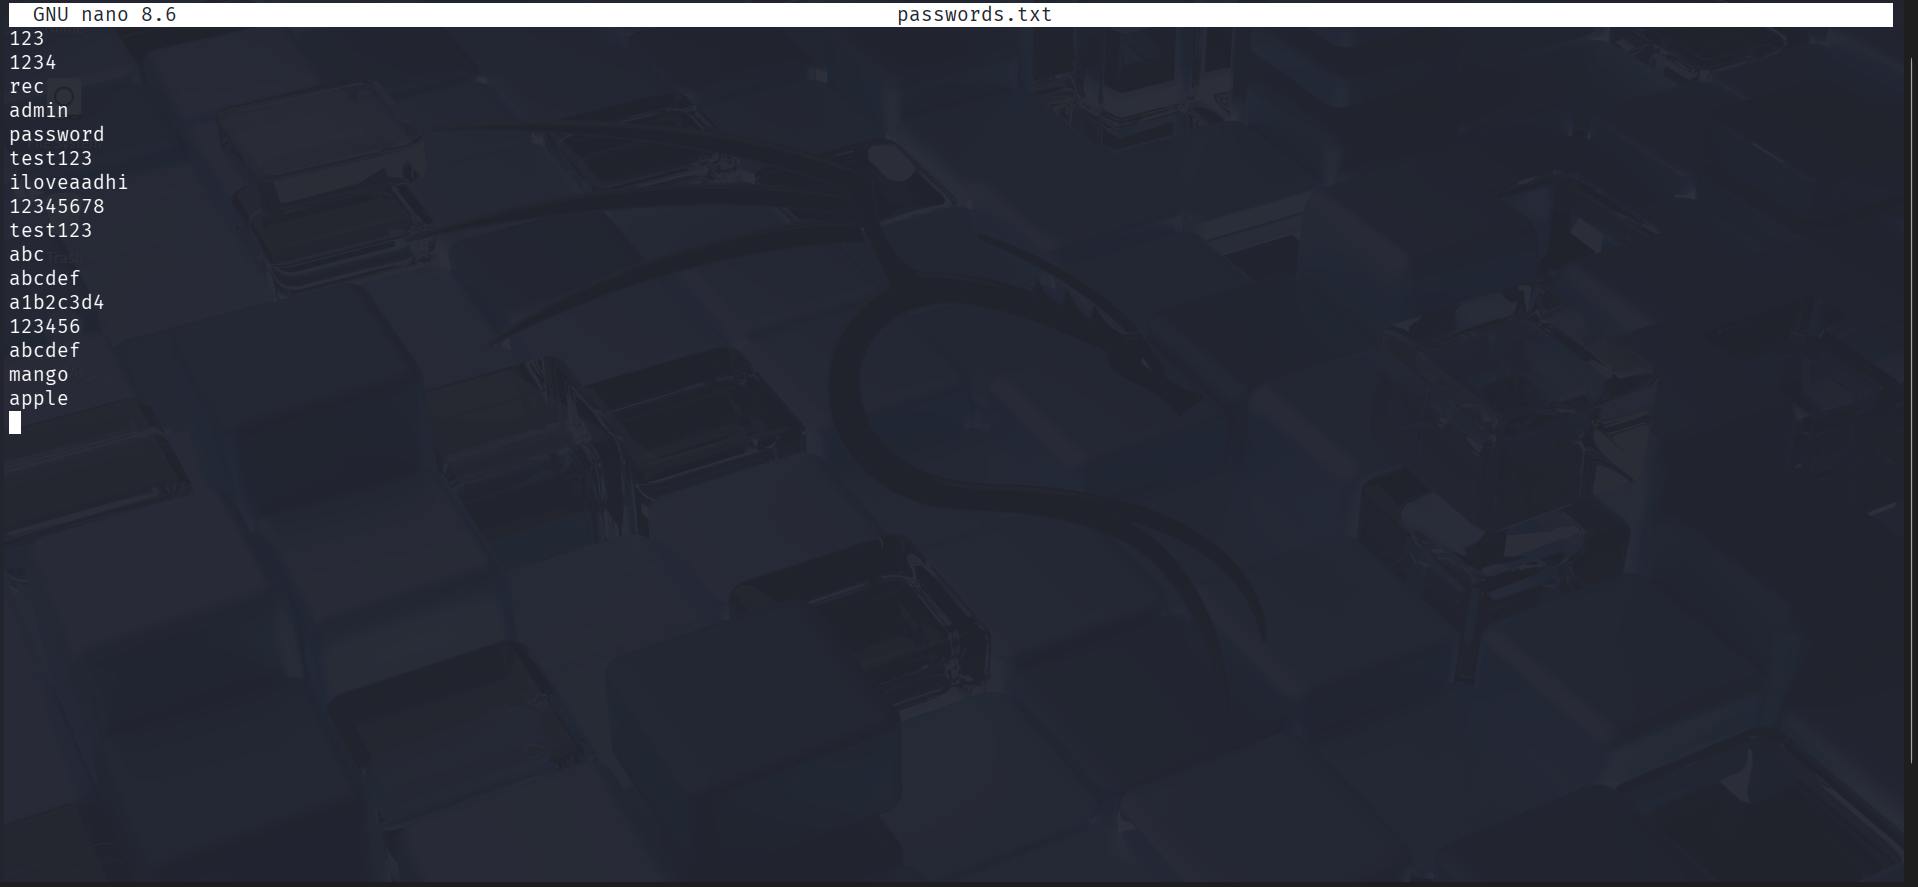 GNU nano 8.6 passwords.txt
123
1234
rec
admin
password
test123
iloveaadhi
12345678
test123
abc
abcdef
a1b2c3d4
123456
abcdef
mango
apple